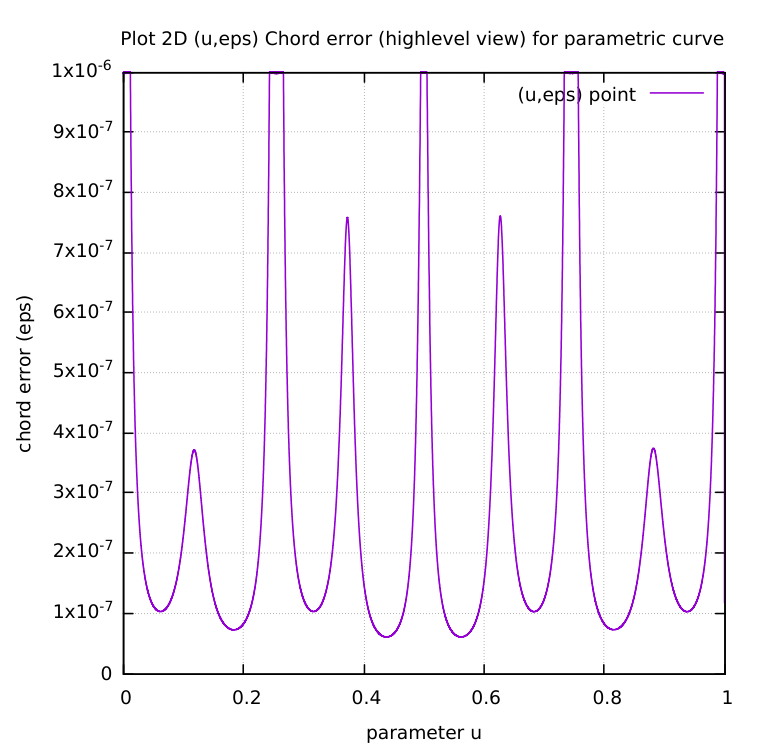 Plot 2D (u,eps) Chord error (highlevel view) for parametric curve
(u,eps) point
chord error (eps)
1x10-6
9x10-7
8x10-7
7x10-7
6x10-7
5x10-7
4x10-7
3x10-7
2x10-7
1x10-7
0
0 0.2 0.4 0.6 0.8 1
parameter u